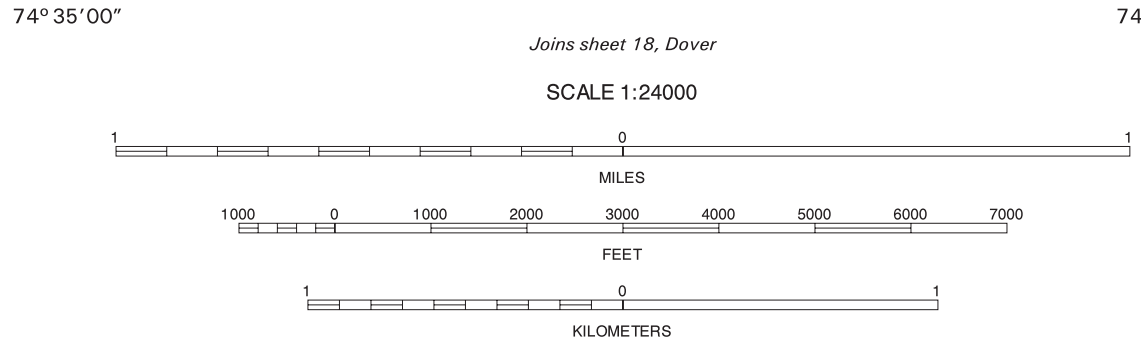 74° 35′00″ 74
Joins sheet 18, Dover
SCALE 1:24000
1 0 1
MILES
1000 0 1000 2000 3000 4000 5000 6000 7000
FEET
1 0 1
KILOMETERS